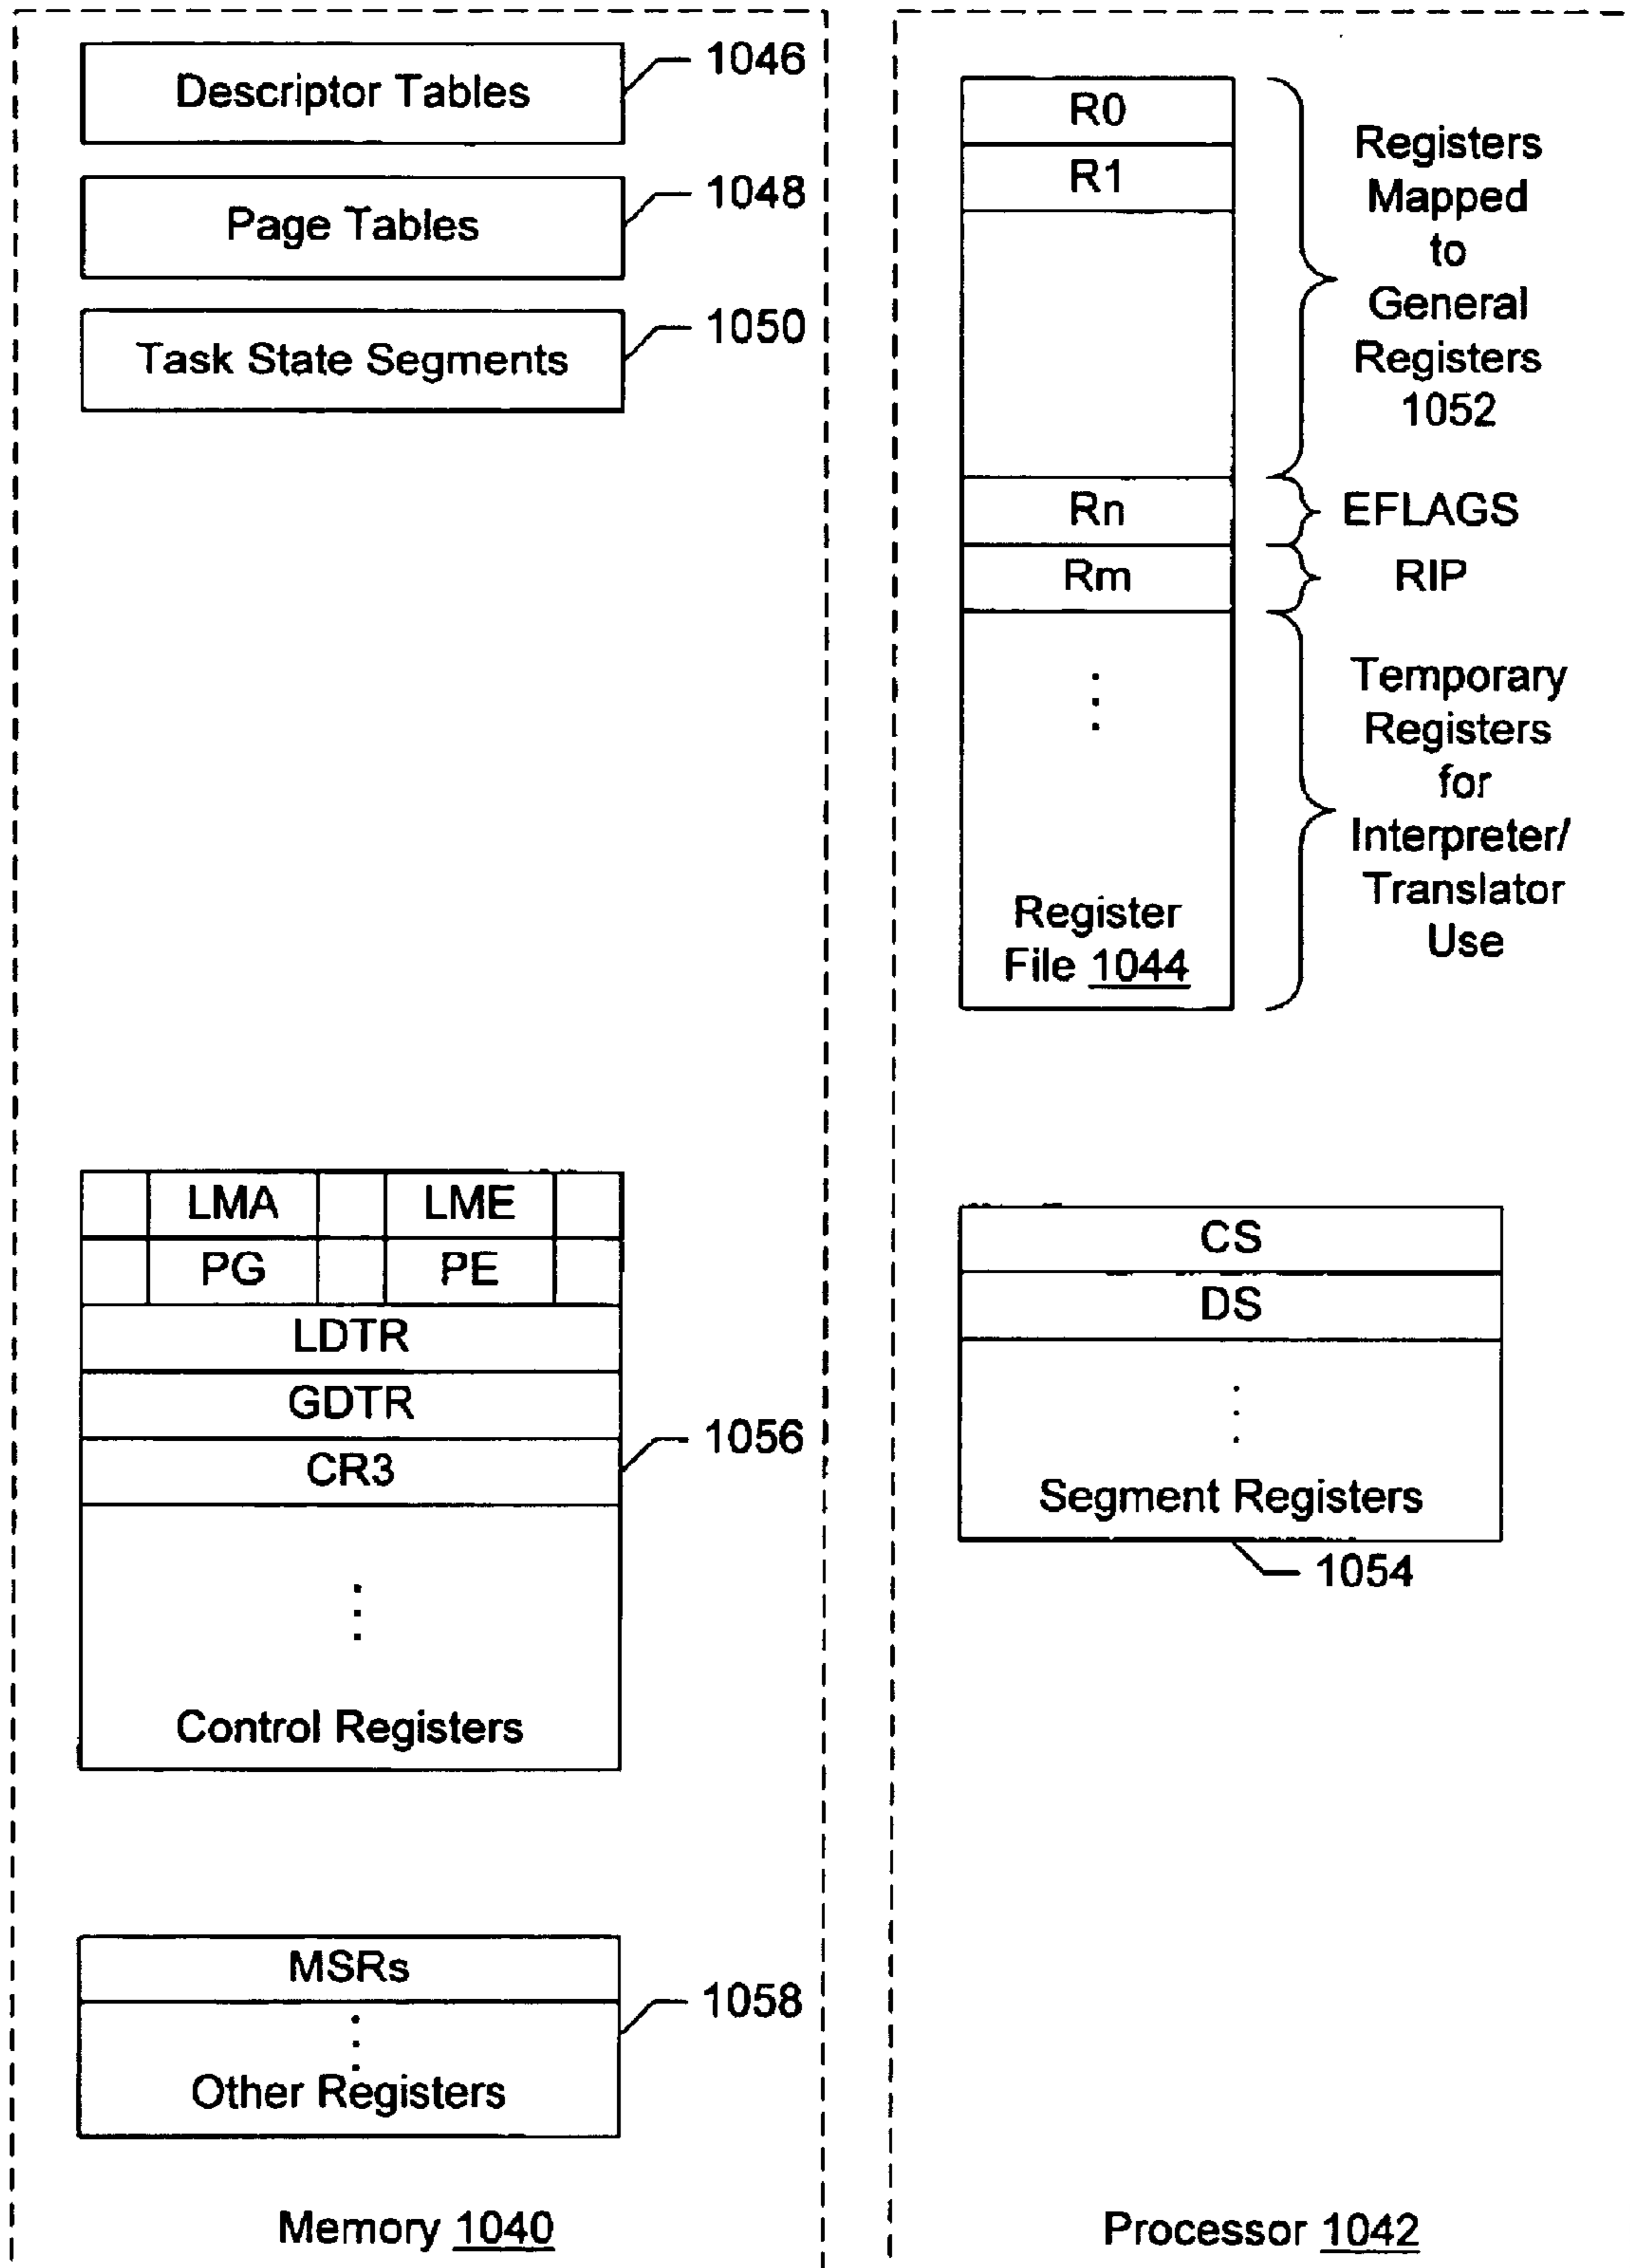 Descriptor Tables
1046
Page Tables
1048
Task State Segments
1050
LMA LME
PG PE
LDTR
GDTR
CR3
1056
Control Registers
MSRs
1058
Other Registers
Memory 1040
R0
R1
Registers
Mapped
to
General
Registers
1052
Rn
EFLAGS
Rm
RIP
Temporary
Registers
for
Interpreter/
Translator
Use
Register
File 1044
CS
DS
Segment Registers
1054
Processor 1042